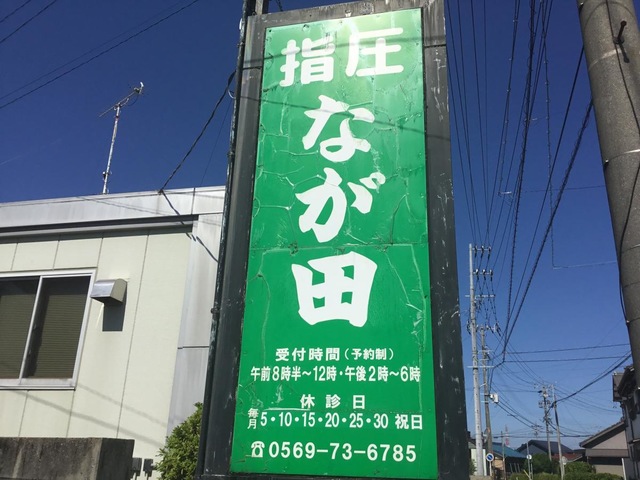 指圧
なが田
受付時間（予約制）
午前8時半～12時・午後2時～6時
休診日
毎月5・10・15・20・25・30 祝日
☎0569-73-6785